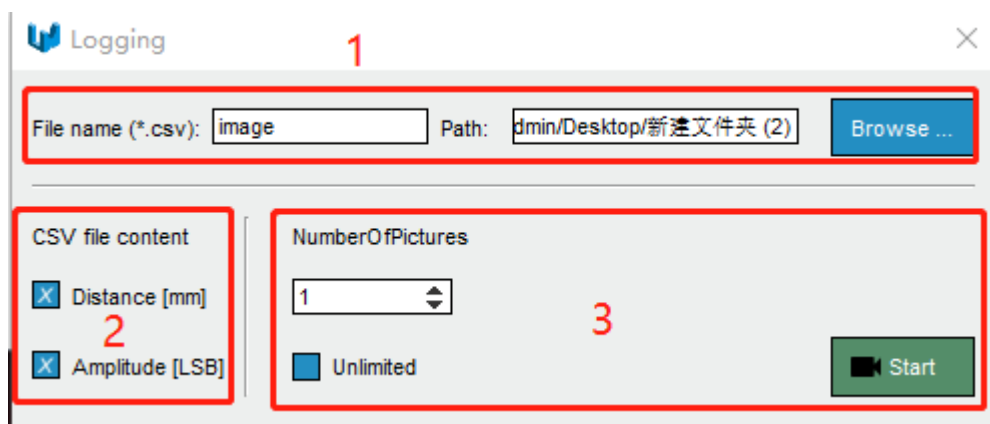 Logging
1
File name (*.csv): image Path: dmin/Desktop/新建文件夹 (2) Browse ...
CSV file content
NumberOfPictures
X Distance [mm]
1
2
3
X Amplitude [LSB]
Unlimited
Start